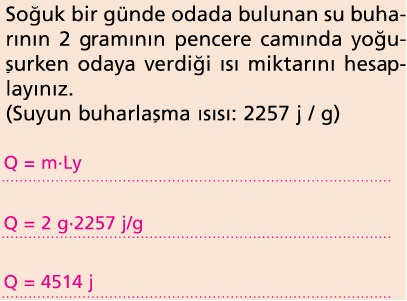 Soğuk bir günde odada bulunan su buha-
rının 2 gramının pencere camında yoğu-
şurken odaya verdiği ısı miktarını hesap-
layınız.
(Suyun buharlaşma ısısı: 2257 j / g)
Q = m·Ly
Q = 2 g·2257 j/g
Q = 4514 j